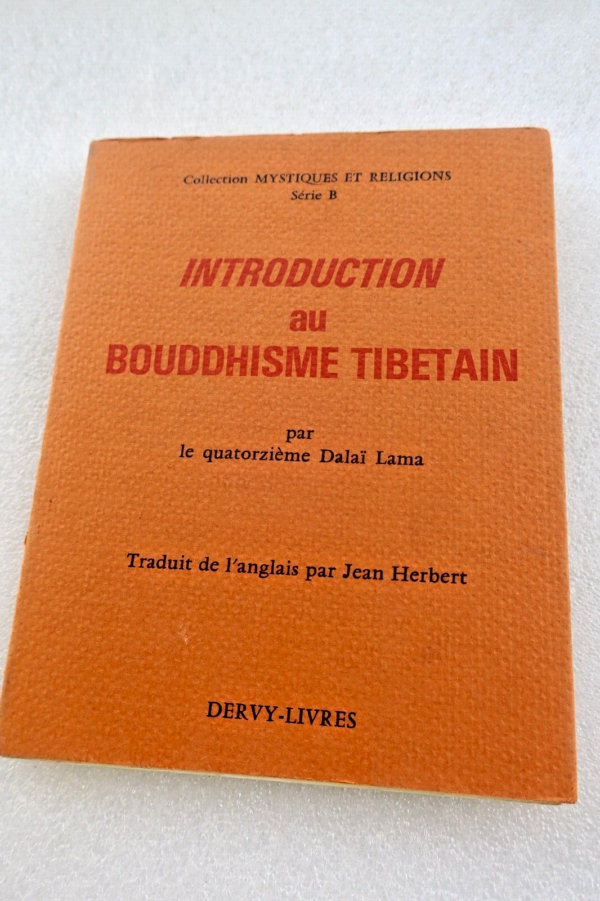 Collection MYSTIQUES ET RELIGIONS
Série B
INTRODUCTION
au
BOUDDHISME TIBETAIN
par
le quatorzième Dalaï Lama
Traduit de l'anglais par Jean Herbert
DERVY-LIVRES